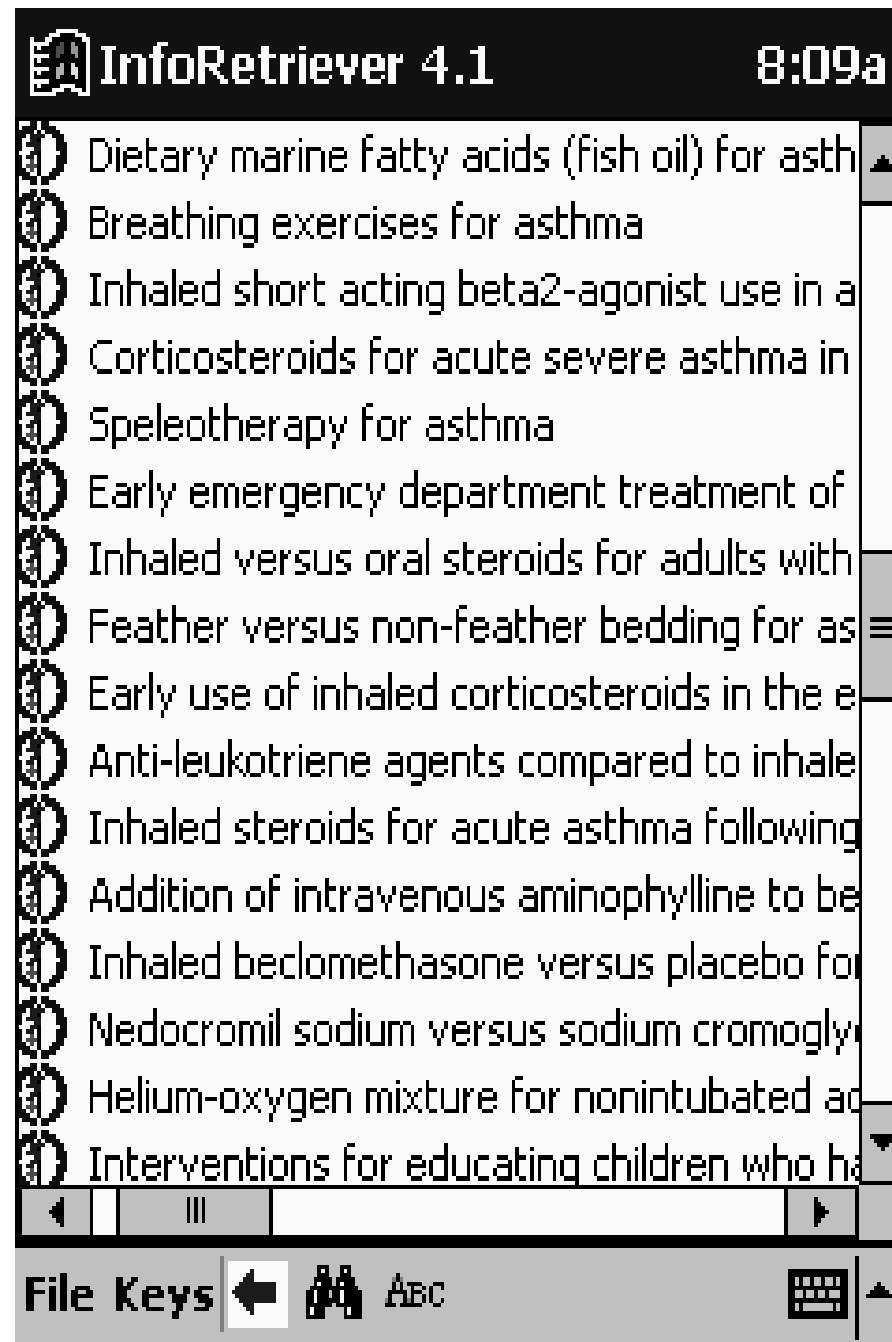 InfoRetriever 4.1 8:09a
Dietary marine fatty acids (fish oil) for asth
Breathing exercises for asthma
Inhaled short acting beta2-agonist use in a
Corticosteroids for acute severe asthma in
Speleotherapy for asthma
Early emergency department treatment of
Inhaled versus oral steroids for adults with
Feather versus non-feather bedding for as
Early use of inhaled corticosteroids in the e
Anti-leukotriene agents compared to inhale
Inhaled steroids for acute asthma following
Addition of intravenous aminophylline to be
Inhaled beclomethasone versus placebo for
Nedocromil sodium versus sodium cromogly
Helium-oxygen mixture for nonintubated ad
Interventions for educating children who ha
File Keys ABC